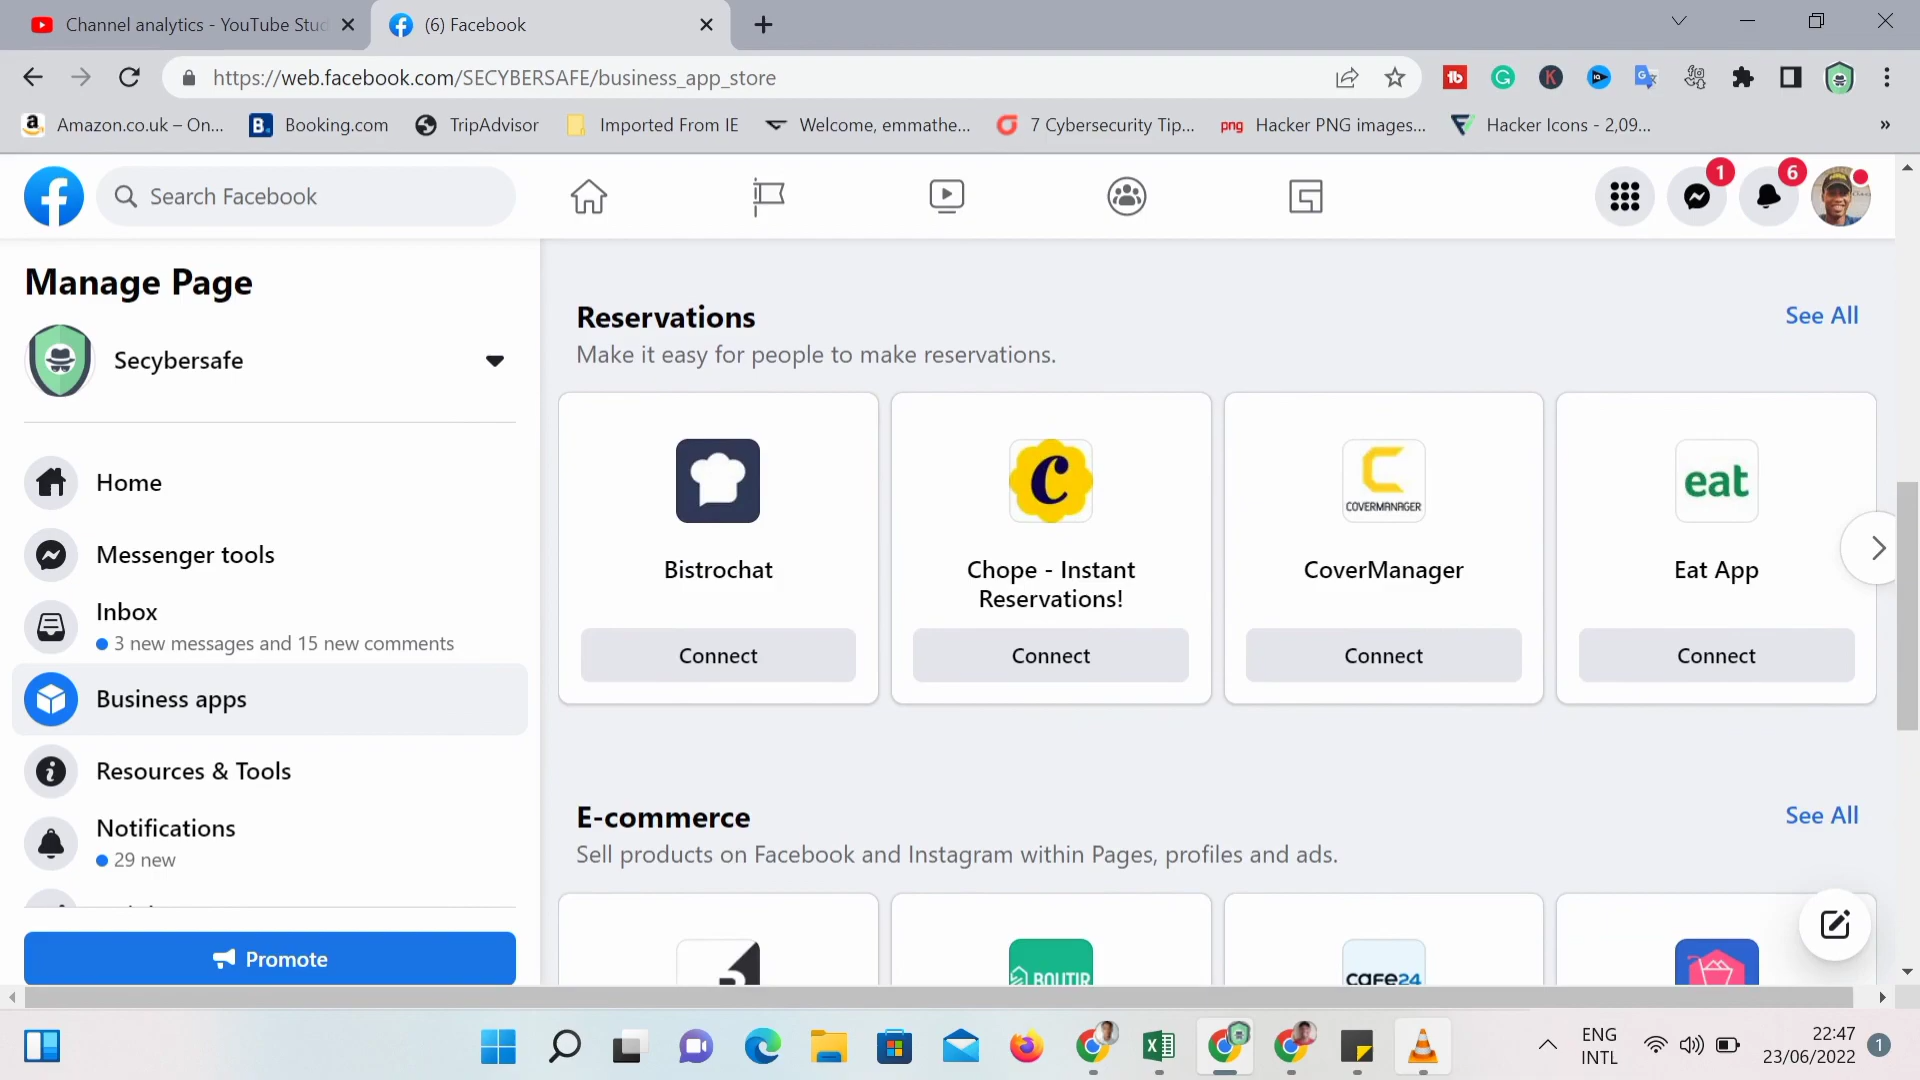 Channel analytics - YouTube Stud
(6) Facebook
https://web.facebook.com/SECYBERSAFE/business_app_store
Amazon.co.uk – On...
Booking.com
TripAdvisor
Imported From IE
Welcome, emmathe...
7 Cybersecurity Tip...
png
Hacker PNG images...
Hacker Icons - 2,09...
»
Search Facebook
1
6
Manage Page
Secybersafe
Home
Messenger tools
Inbox
3 new messages and 15 new comments
Business apps
Resources & Tools
Notifications
29 new
Promote
Reservations
See All
Make it easy for people to make reservations.
C
COVERMANAGER
eat
Bistrochat
Chope - Instant
Reservations!
CoverManager
Eat App
Connect
Connect
Connect
Connect
E-commerce
See All
Sell products on Facebook and Instagram within Pages, profiles and ads.
BOUTIR
cafe24
ENG
INTL
22:47
23/06/2022
1